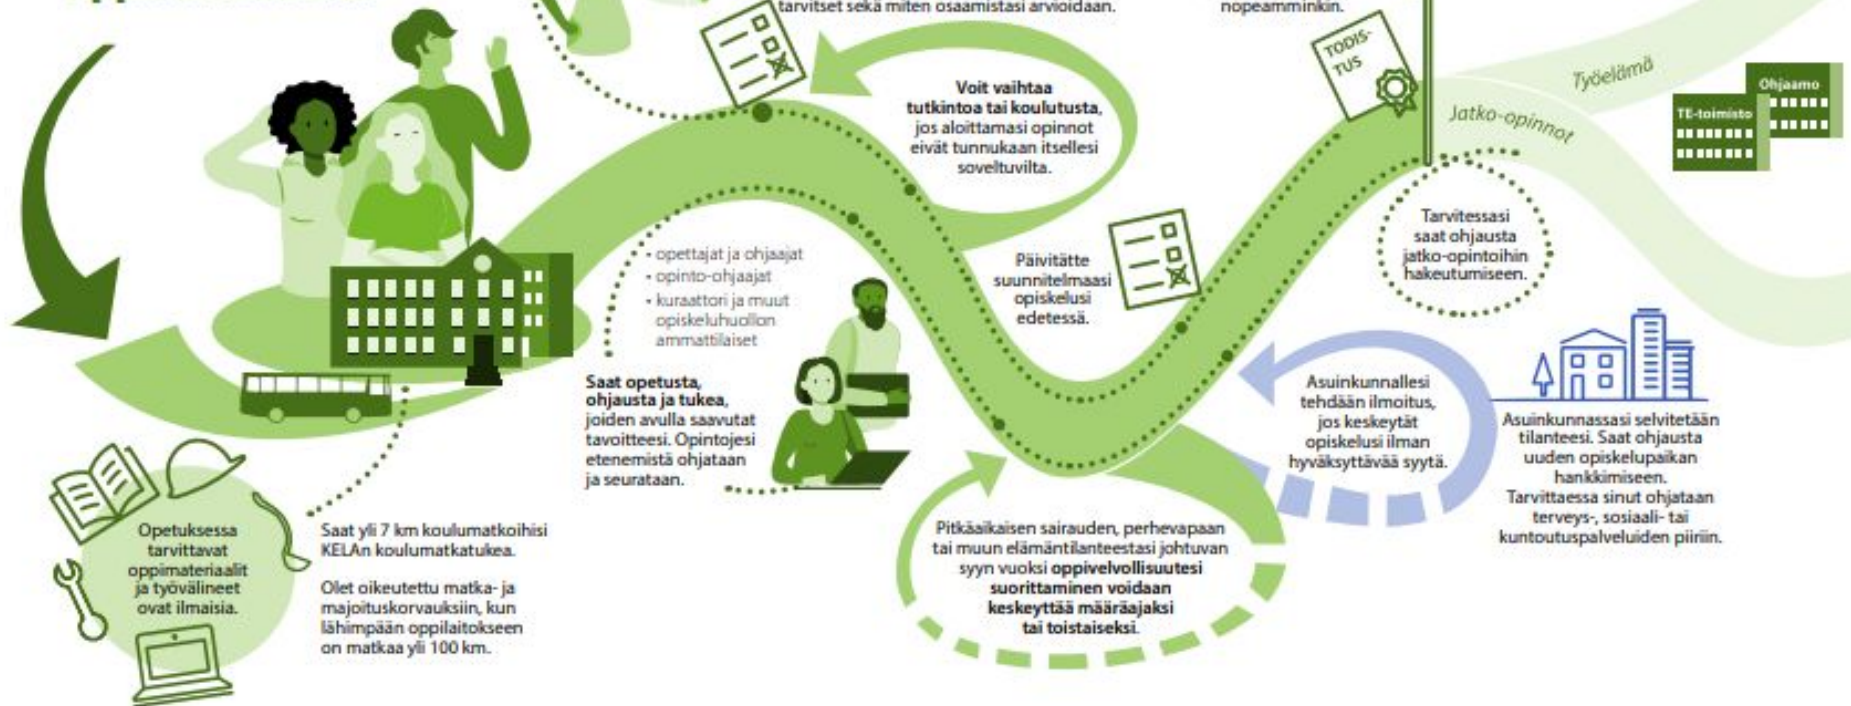 tarvitset sekä miten osaamistasi arvioidaan.
nopeamminkin.
TODIS-
TUS
Työelämä
Jatko-opinnot
Ohjaamo
TE-toimisto
Voit vaihtaa
tutkintoa tai koulutusta,
jos aloittamasi opinnot
eivät tunnukaan itsellesi
soveltuvilta.
Tarvitessasi
saat ohjausta
jatko-opintoihin
hakeutumiseen.
• opettajat ja ohjaajat
• opinto-ohjaajat
• kuraattori ja muut
opiskeluhuollon
ammattilaiset
Päivitätte
suunnitelmaasi
opiskelusi
edetessä.
Saat opetusta,
ohjausta ja tukea,
joiden avulla saavutat
tavoitteesi. Opintojesi
etenemistä ohjataan
ja seurataan.
Asuinkunnallesi
tehdään ilmoitus,
jos keskeytät
opiskelusi ilman
hyväksyttävää syytä.
Asuinkunnassasi selvitetään
tilanteesi. Saat ohjausta
uuden opiskelupaikan
hankkimiseen.
Tarvittaessa sinut ohjataan
terveys-, sosiaali- tai
kuntoutuspalveluiden piiriin.
Opetuksessa
tarvittavat
oppimateriaalit
ja työvälineet
ovat ilmaisia.
Saat yli 7 km koulumatkoihisi
KELAn koulumatkatukea.
Olet oikeutettu matka- ja
majoituskorvauksiin, kun
lähimpään oppilaitokseen
on matkaa yli 100 km.
Pitkäaikaisen sairauden, perhevapaan
tai muun elämäntilanteestasi johtuvan
syyn vuoksi oppivelvollisuutesi
suorittaminen voidaan
keskeyttää määräajaksi
tai toistaiseksi.